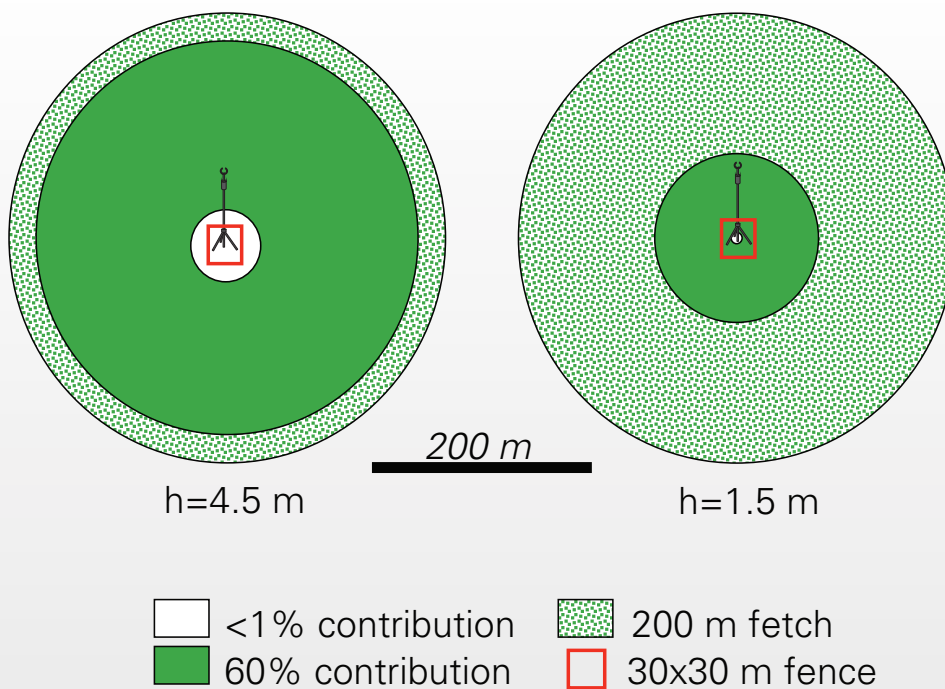 200 m
h=4.5 m
h=1.5 m
<1% contribution
200 m fetch
60% contribution
30x30 m fence